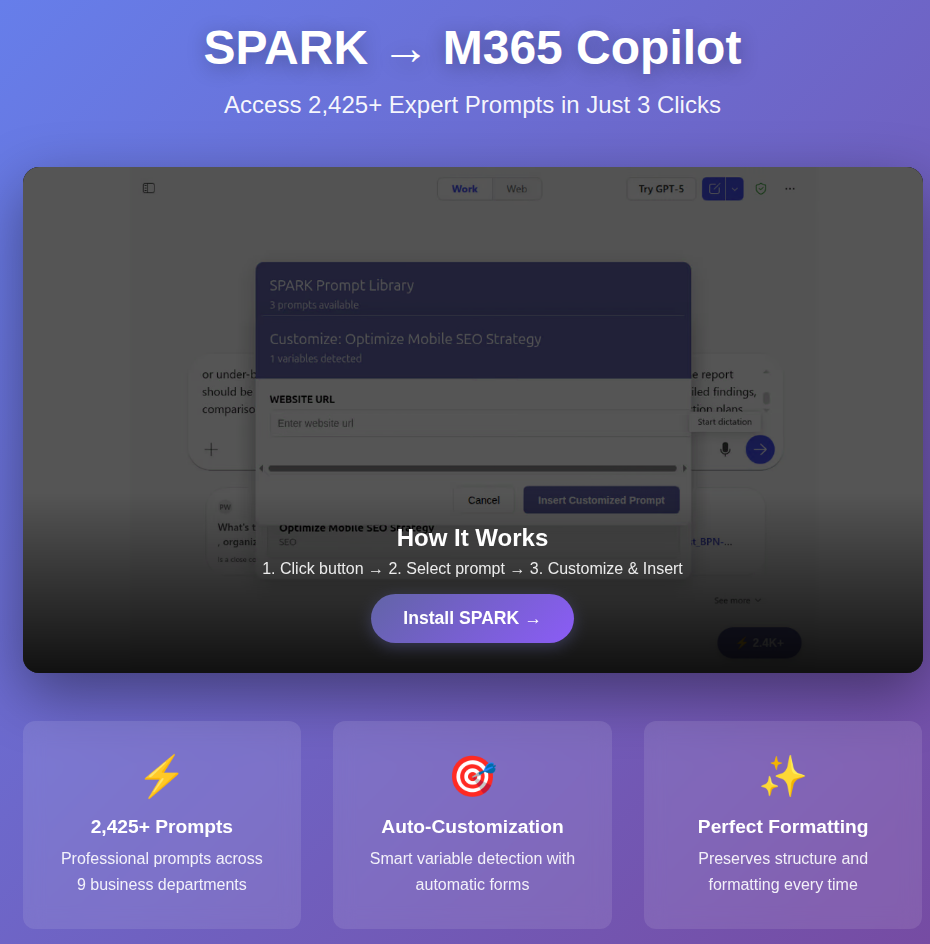 SPARK → M365 Copilot
Access 2,425+ Expert Prompts in Just 3 Clicks
Work Web Try GPT-5
SPARK Prompt Library
3 prompts available
Customize: Optimize Mobile SEO Strategy
1 variables detected
or under-b
should be
compariso
e report
iled findings,
tion plans
WEBSITE URL
Enter website url
Start dictation
Cancel Insert Customized Prompt
PW
What's t
, organiz
Optimize Mobile SEO Strategy
SEO
t_BPN-...
How It Works
1. Click button → 2. Select prompt → 3. Customize & Insert
See more
Install SPARK →
⚡ 2.4K+
2,425+ Prompts
Professional prompts across
9 business departments
Auto-Customization
Smart variable detection with
automatic forms
Perfect Formatting
Preserves structure and
formatting every time